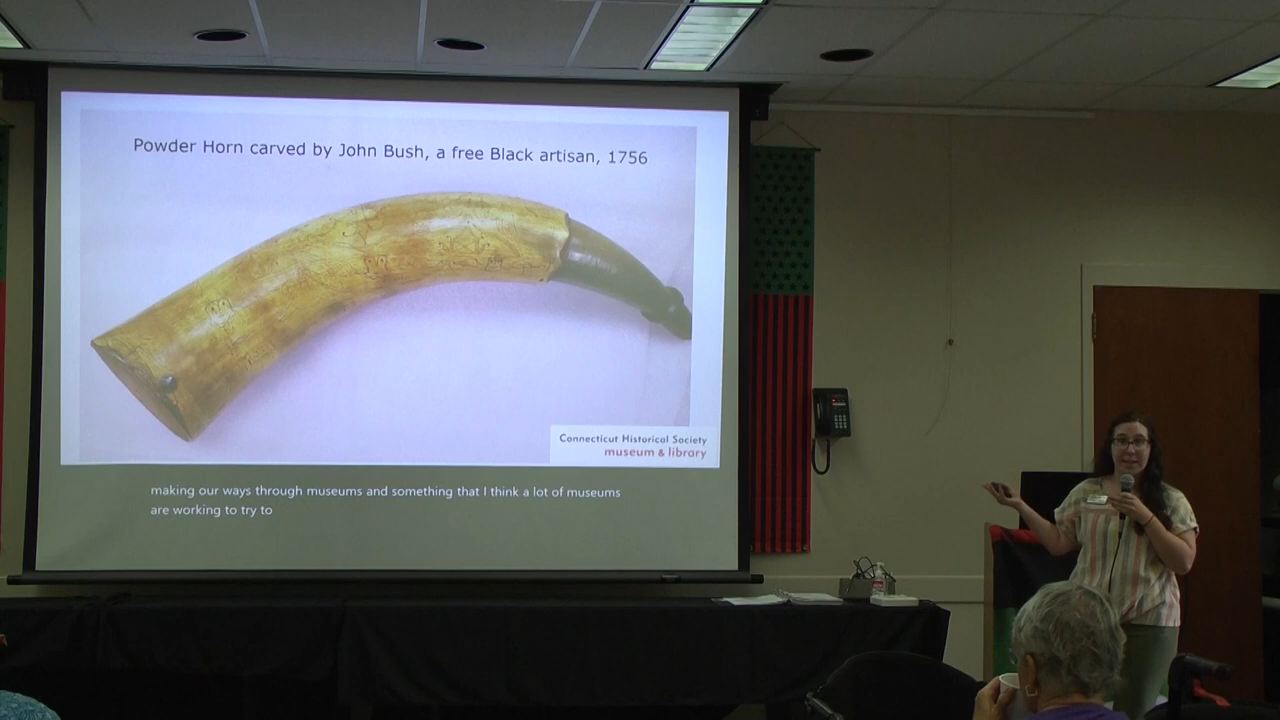 Powder Horn carved by John Bush, a free Black artisan, 1756
Connecticut Historical Society
museum & library
making our ways through museums and something that I think a lot of museums
are working to try to